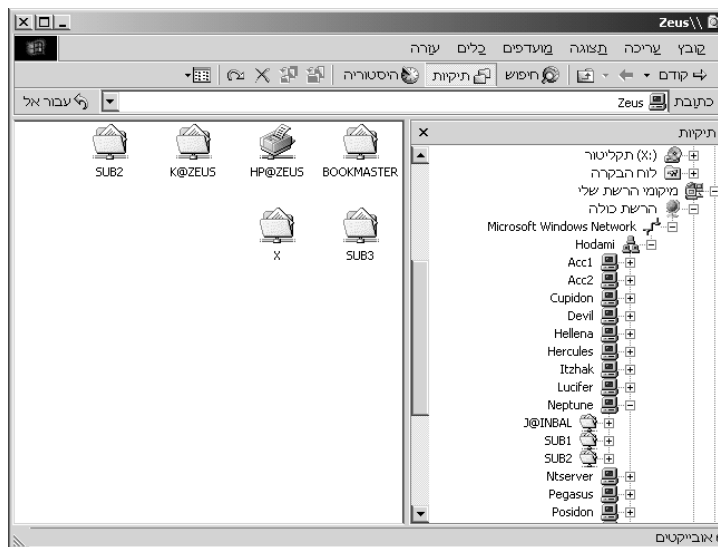 Zeus\\
קובץ עריכה תצוגה מועדפים כלים עזרה
קודם חיפוש תיקיות היסטוריה
כתובת Zeus עבור אל
תיקיות
(X:) תקליטור
לוח הבקרה
מיקומי הרשת שלי
הרשת כולה
Microsoft Windows Network
Hodami
Acc1
Acc2
Cupidon
Devil
Hellena
Hercules
Itzhak
Lucifer
Neptune
J@INBAL
SUB1
SUB2
Ntserver
Pegasus
Posidon
BOOKMASTER HP@ZEUS K@ZEUS SUB2
SUB3 X
אובייקטים